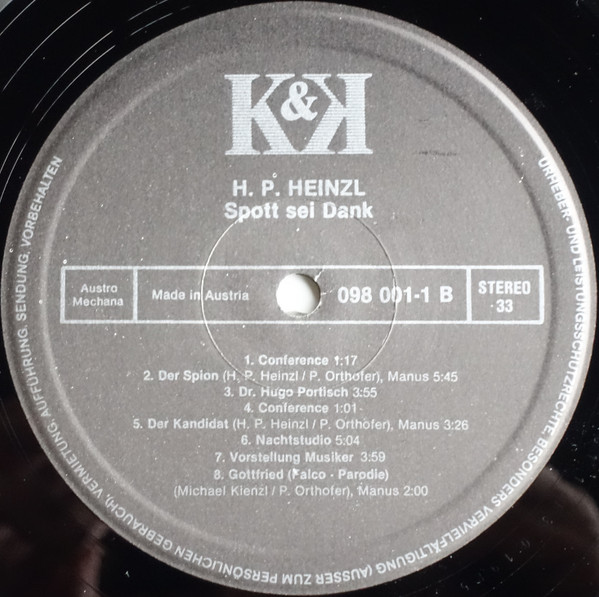 K&K
H. P. HEINZL
Spott sei Dank
Austro
Mechana
Made in Austria
098 001-1 B
STEREO
33
1. Conference 1:17
2. Der Spion (H. P. Heinzl / P. Orthofer), Manus 5:45
3. Dr. Hugo Portisch 3:55
4. Conference 1:01
5. Der Kandidat (H. P. Heinzl / P. Orthofer), Manus 3:26
6. Nachtstudio 5:04
7. Vorstellung Musiker 3:59
8. Gottfried (Falco - Parodie)
(Michael Kienzl / P. Orthofer), Manus 2:00
URHEBER- UND LEISTUNGSSCHUTZRECHTE, BESONDERS VERVIELFÄLTIGUNG (AUSSER ZUM PERSÖNLICHEN GEBRAUCH), VERMIETUNG, AUFFÜHRUNG, SENDUNG, VORBEHALTEN